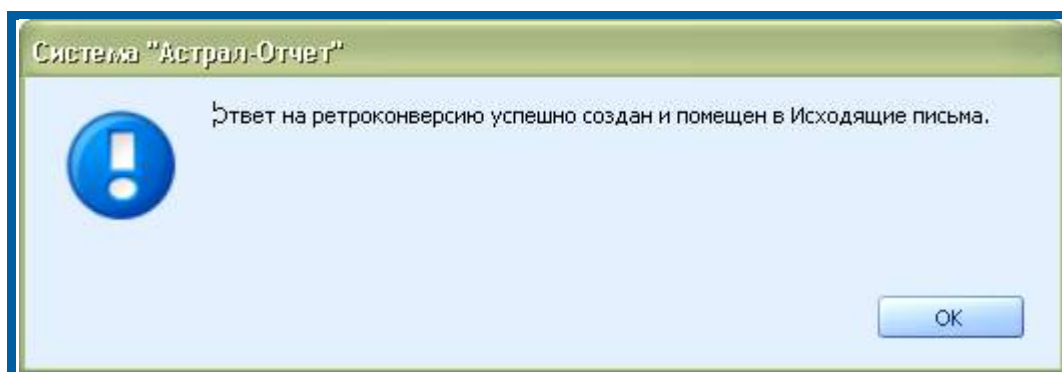 Система "Астрал-Отчет"
Ответ на ретроконверсию успешно создан и помещен в Исходящие письма.
OK